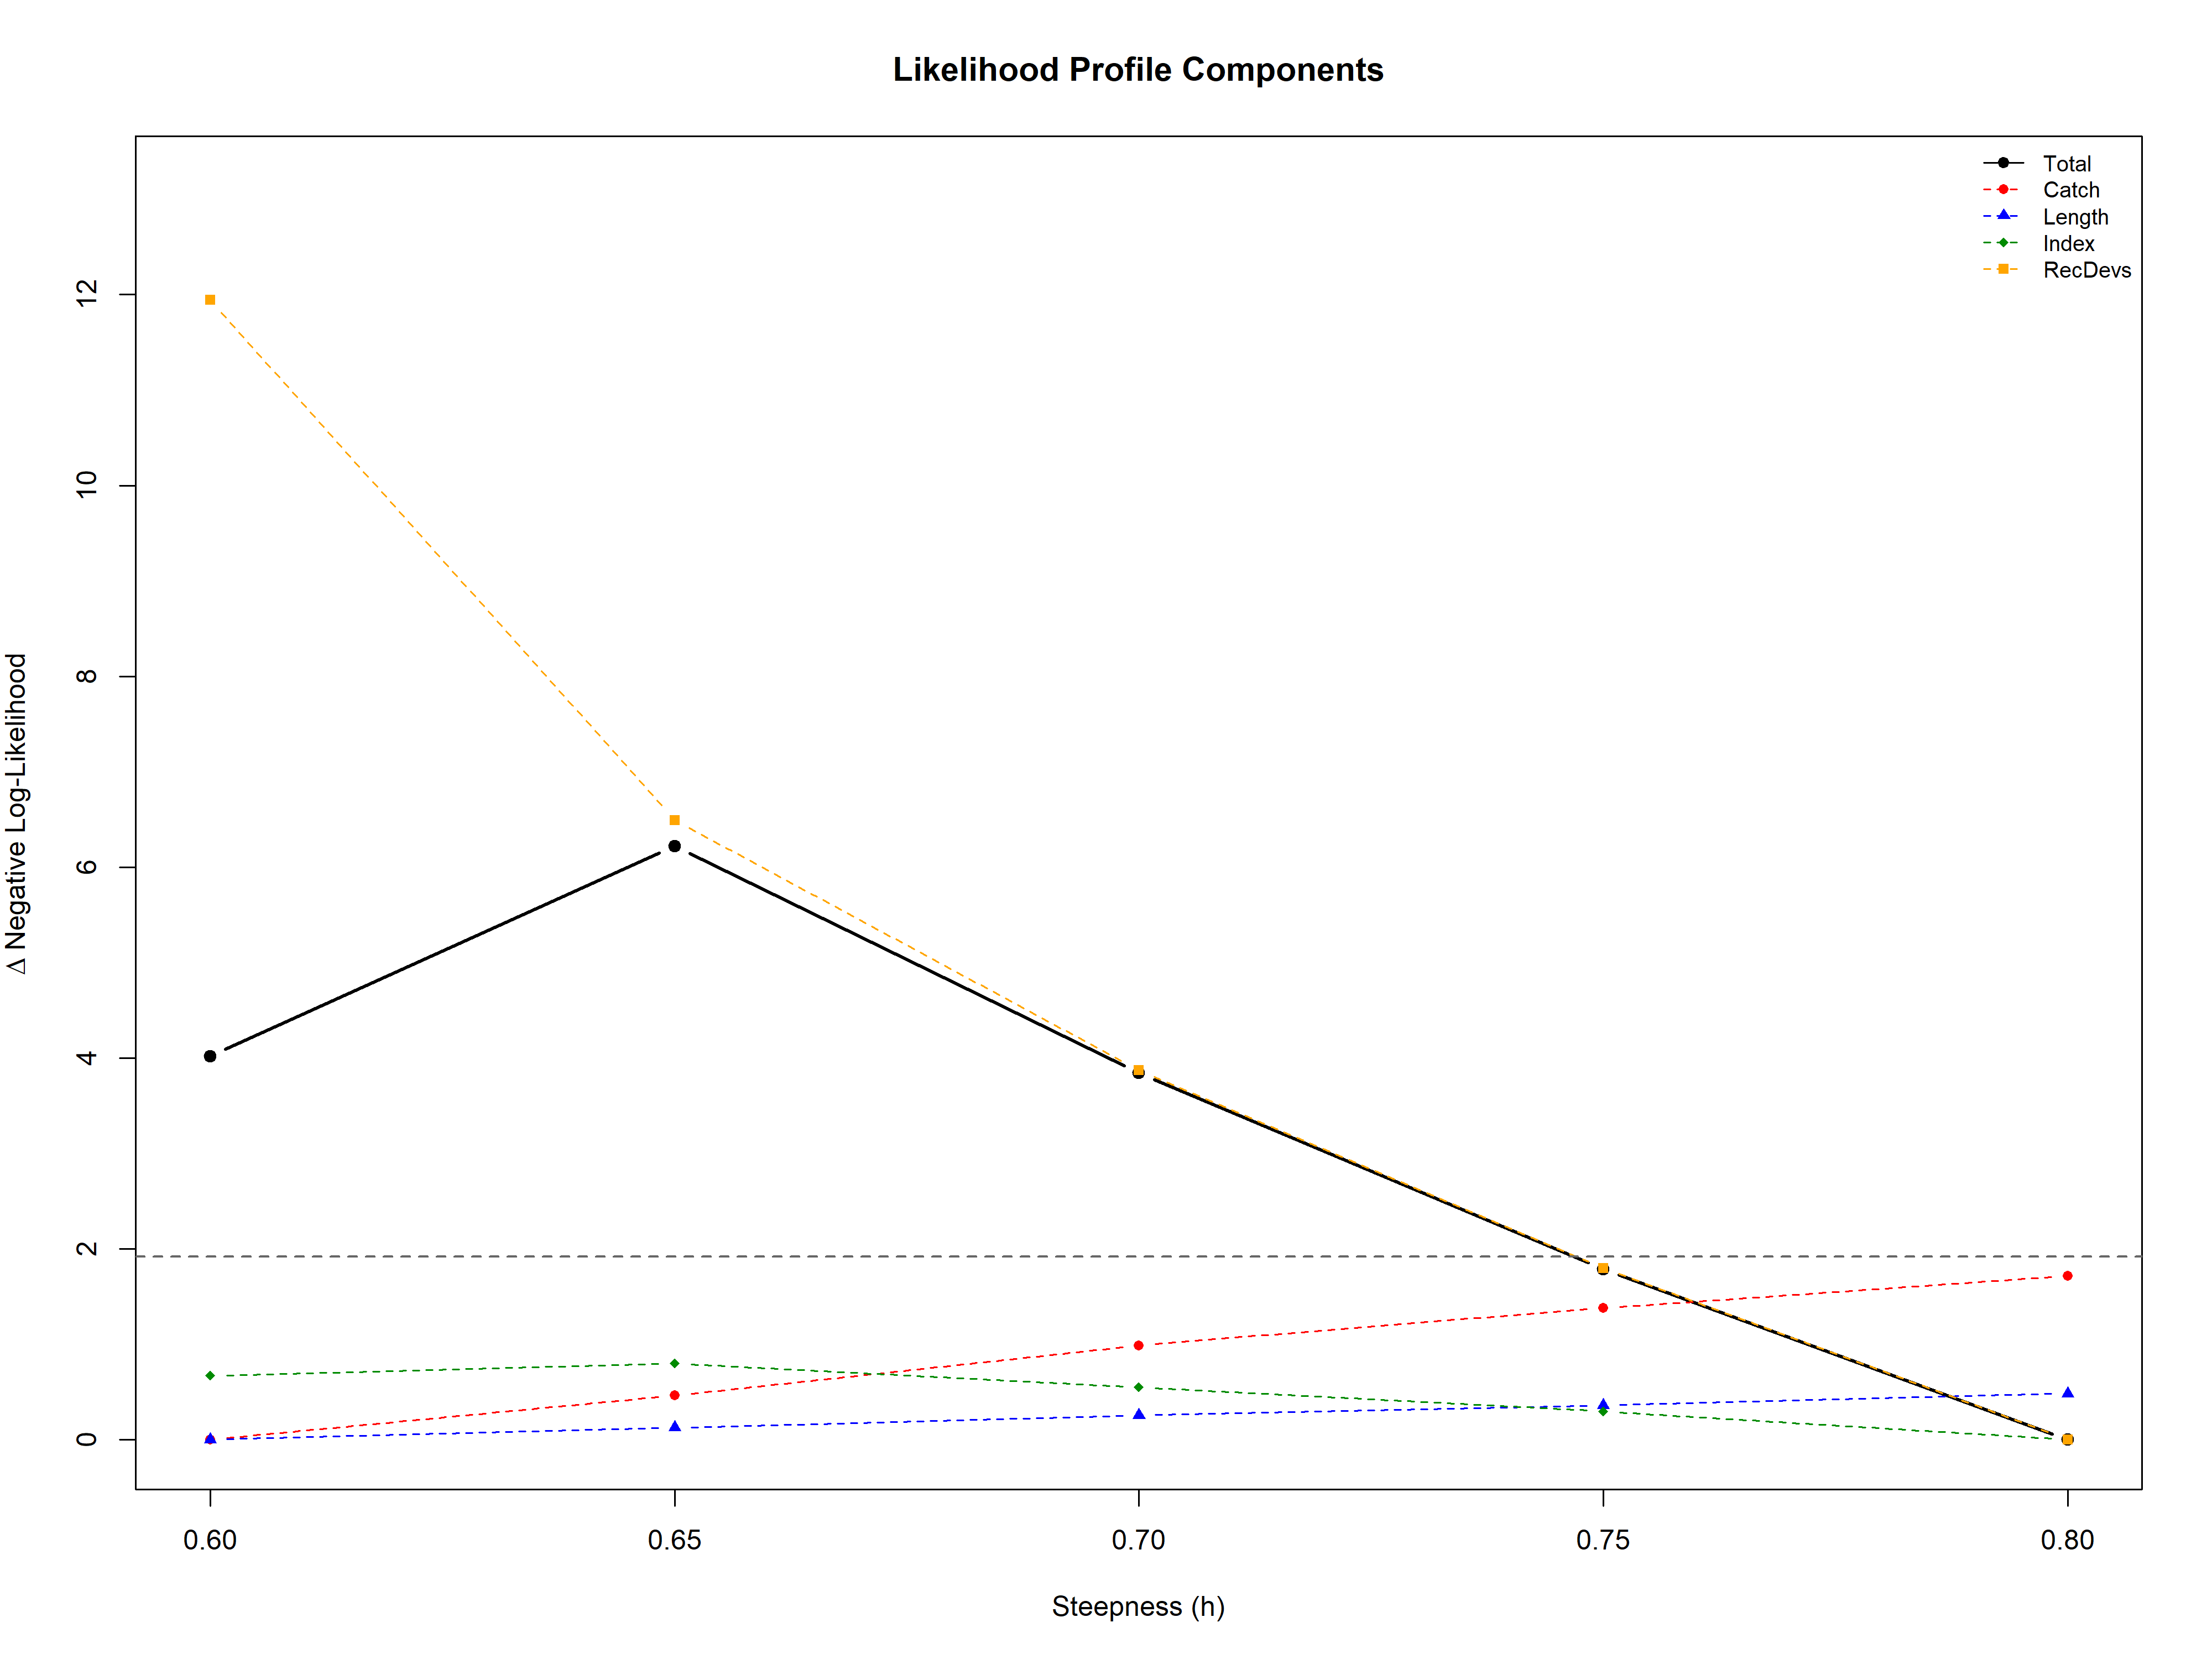 Likelihood Profile Components
Total
Catch
Length
Index
RecDevs
Δ Negative Log-Likelihood
12
10
8
6
4
2
0
0.60 0.65 0.70 0.75 0.80
Steepness (h)